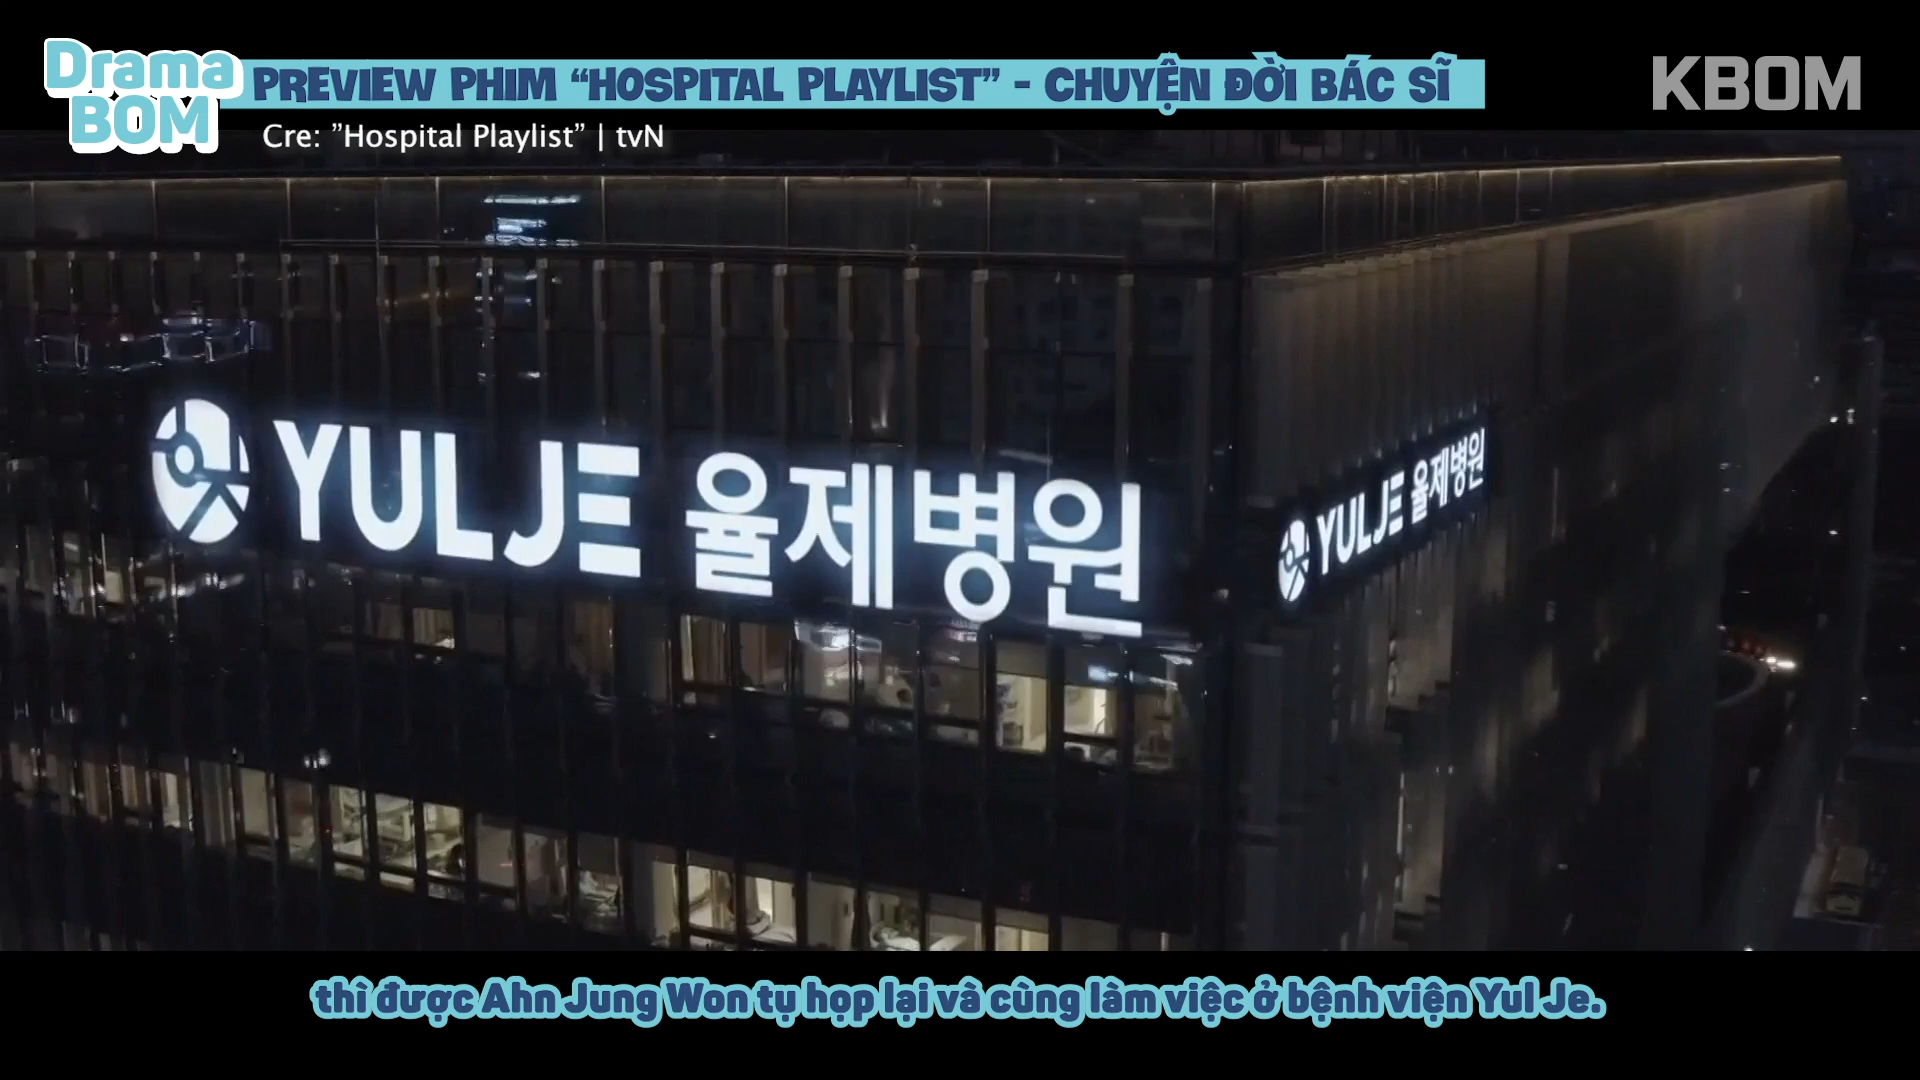 Drama
BOM
PREVIEW PHIM “HOSPITAL PLAYLIST” - CHUYỆN ĐỜI BÁC SĨ
KBOM
Cre: ”Hospital Playlist” | tvN
YULJE 율제병원
YULJE 율제병원
thì được Ahn Jung Won tụ họp lại và cùng làm việc ở bệnh viện Yul Je.